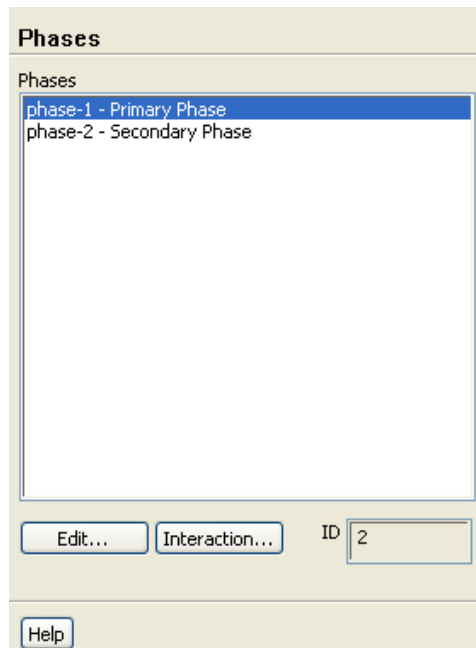 Phases
Phases
phase-1 - Primary Phase
phase-2 - Secondary Phase
Edit... Interaction... ID 2
Help